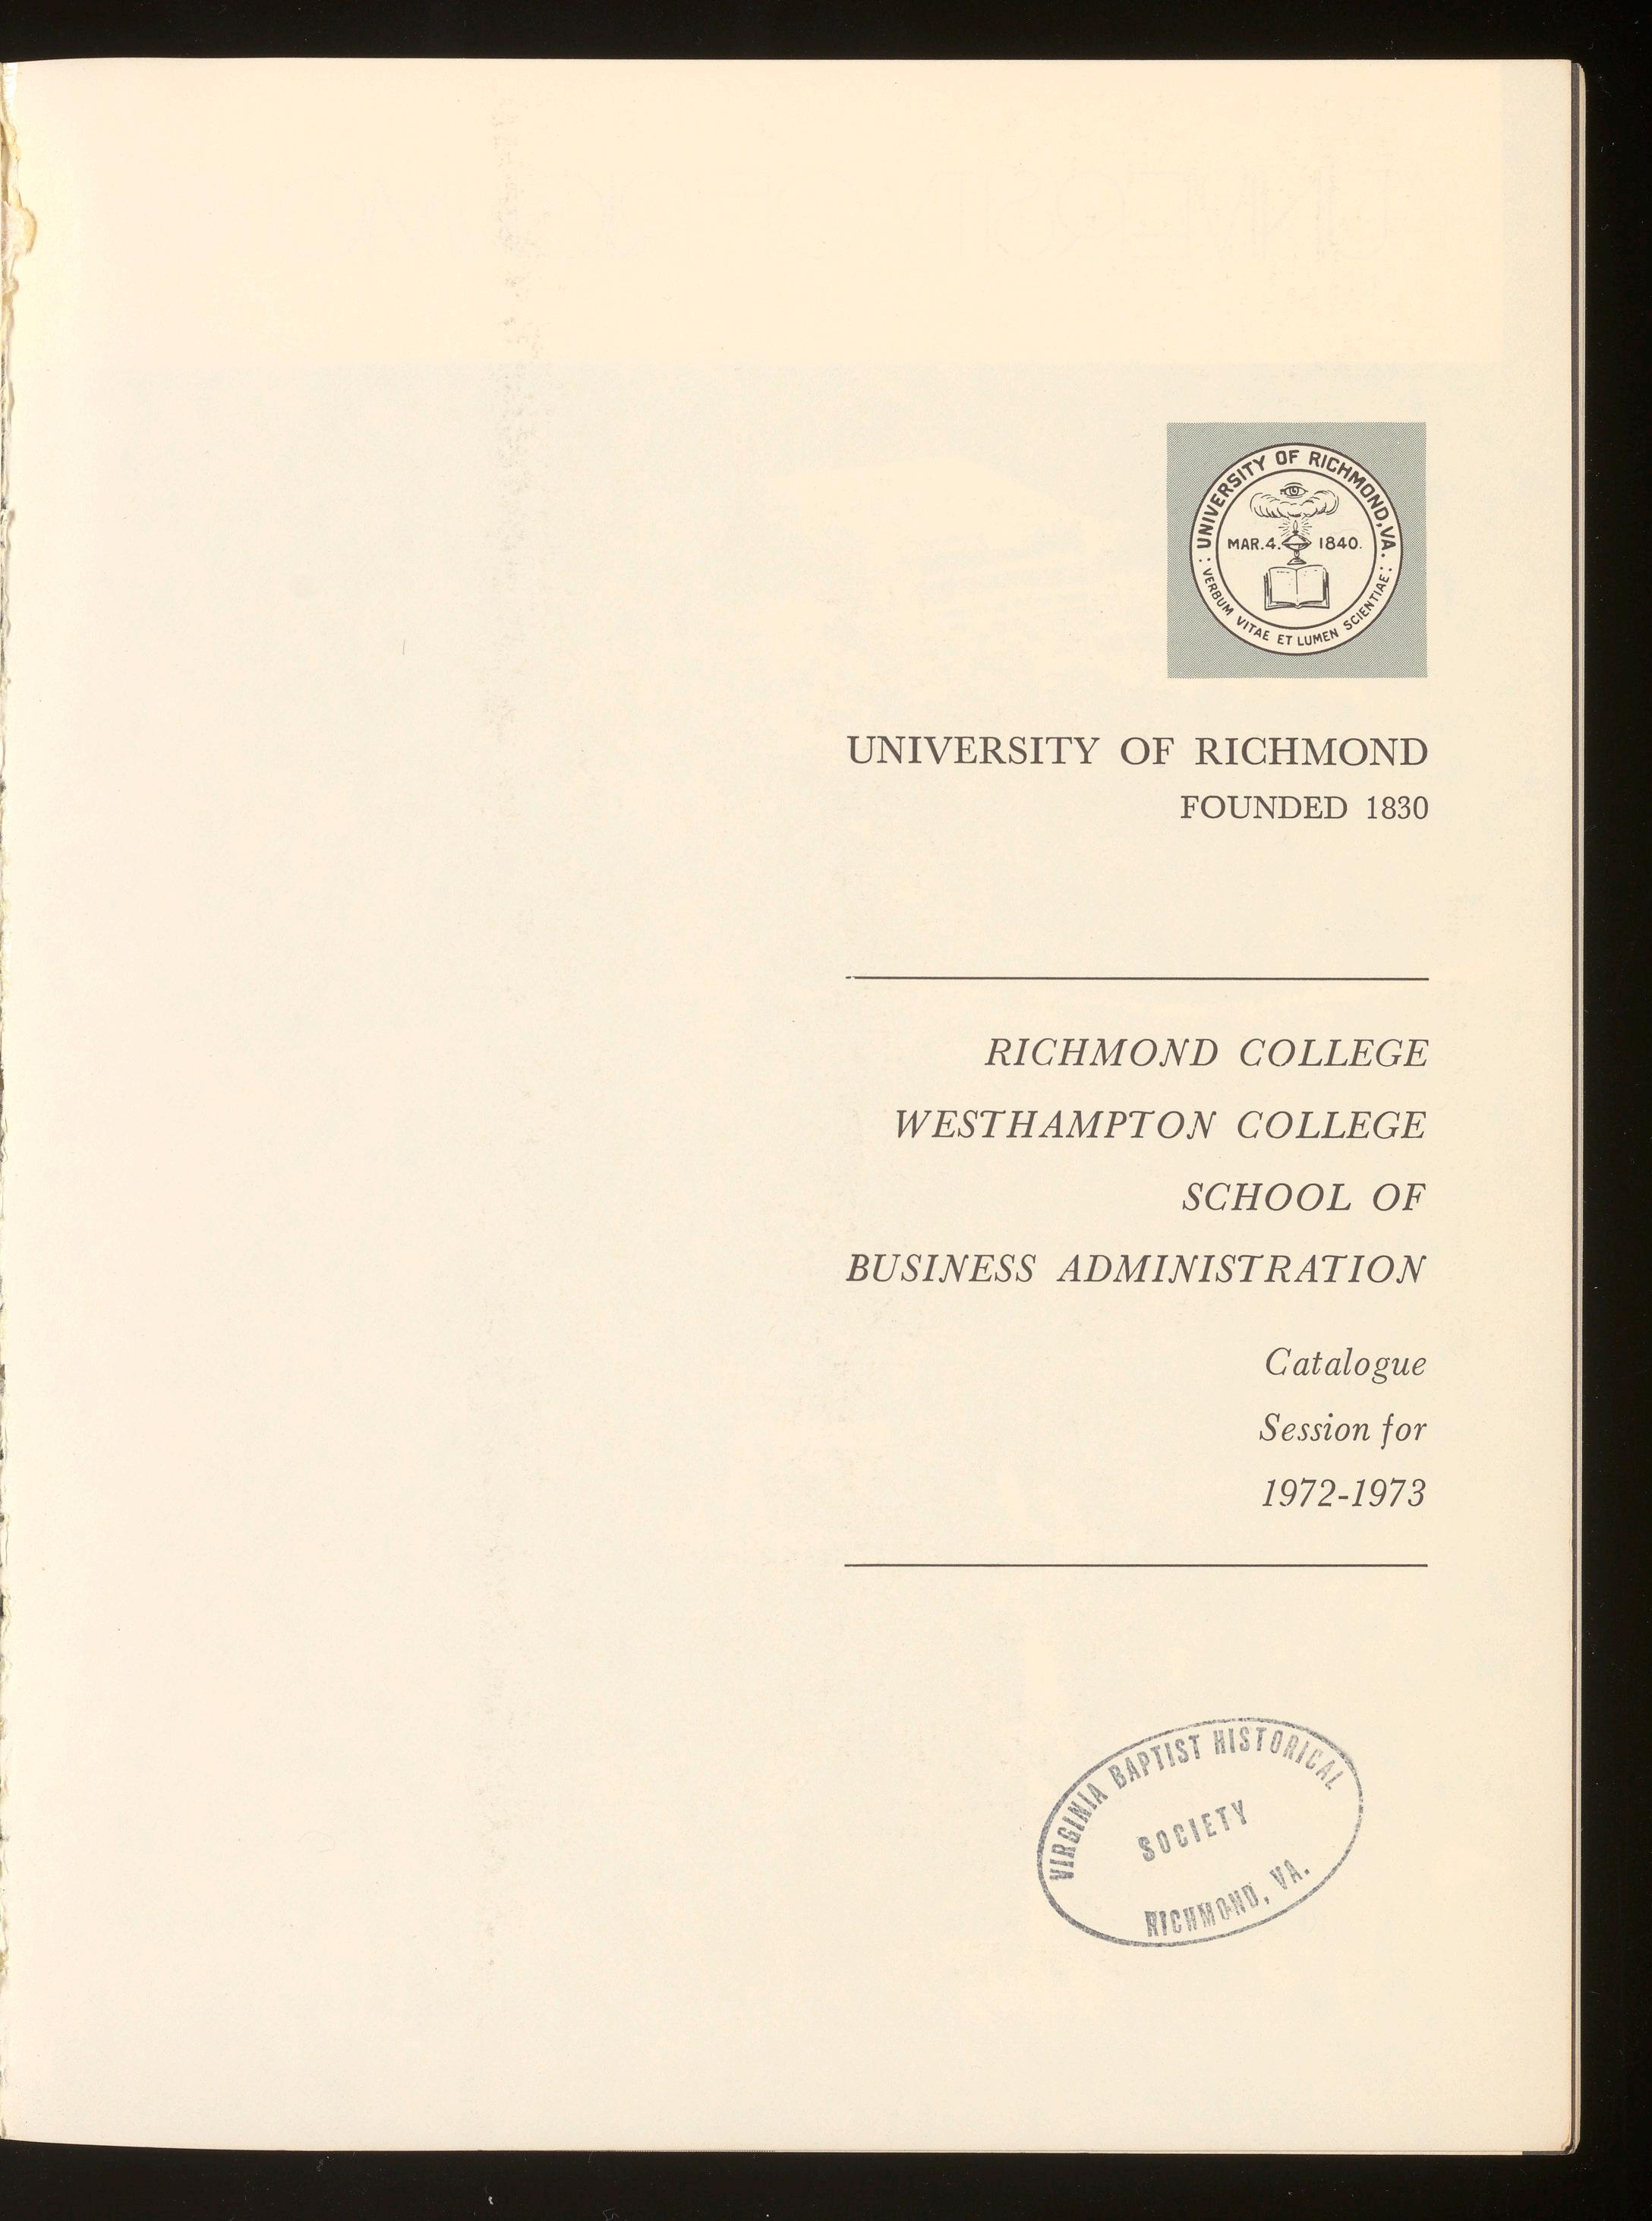 UNIVERSITY OF RICHMOND, VA.
MAR. 4. 1840.
: VERBUM VITAE ET LUMEN SCIENTIAE :
UNIVERSITY OF RICHMOND
FOUNDED 1830
RICHMOND COLLEGE
WESTHAMPTON COLLEGE
SCHOOL OF
BUSINESS ADMINISTRATION
Catalogue
Session for
1972-1973
VIRGINIA BAPTIST HISTORICAL
SOCIETY
RICHMOND, VA.